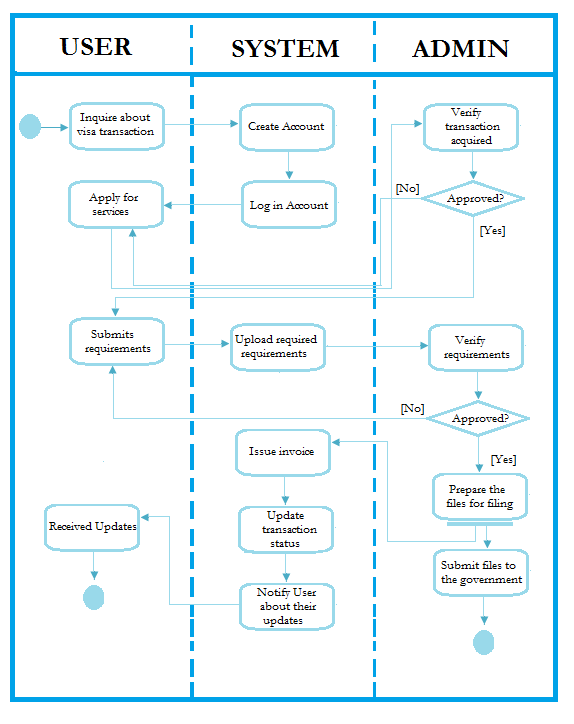 USER
SYSTEM
ADMIN
Inquire about
visa transaction
Create Account
Verify
transaction
acquired
Apply for
services
Log in Account
[No]
Approved?
[Yes]
Submits
requirements
Upload required
requirements
Verify
requirements
[No]
Approved?
[Yes]
Issue invoice
Prepare the
files for filing
Received Updates
Update
transaction
status
Submit files to
the government
Notify User
about their
updates